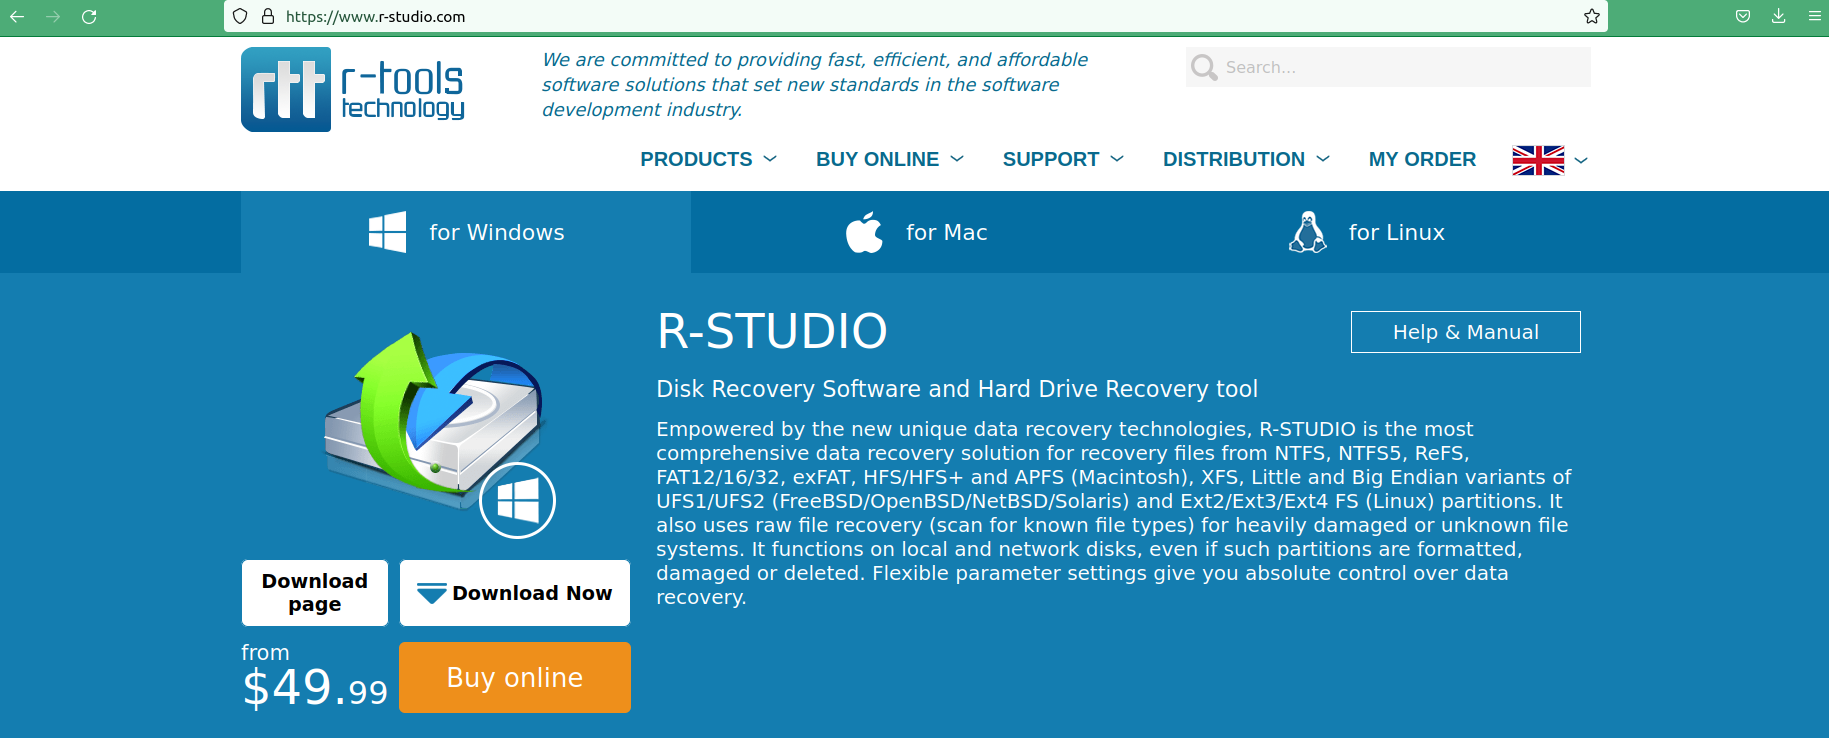 https://www.r-studio.com
rtt r-tools
technology
We are committed to providing fast, efficient, and affordable
software solutions that set new standards in the software
development industry.
Search...
PRODUCTS BUY ONLINE SUPPORT DISTRIBUTION MY ORDER
for Windows for Mac for Linux
R-STUDIO
Help & Manual
Disk Recovery Software and Hard Drive Recovery tool
Empowered by the new unique data recovery technologies, R-STUDIO is the most
comprehensive data recovery solution for recovery files from NTFS, NTFS5, ReFS,
FAT12/16/32, exFAT, HFS/HFS+ and APFS (Macintosh), XFS, Little and Big Endian variants of
UFS1/UFS2 (FreeBSD/OpenBSD/NetBSD/Solaris) and Ext2/Ext3/Ext4 FS (Linux) partitions. It
also uses raw file recovery (scan for known file types) for heavily damaged or unknown file
systems. It functions on local and network disks, even if such partitions are formatted,
damaged or deleted. Flexible parameter settings give you absolute control over data
recovery.
Download
page
Download Now
from
$49.99
Buy online